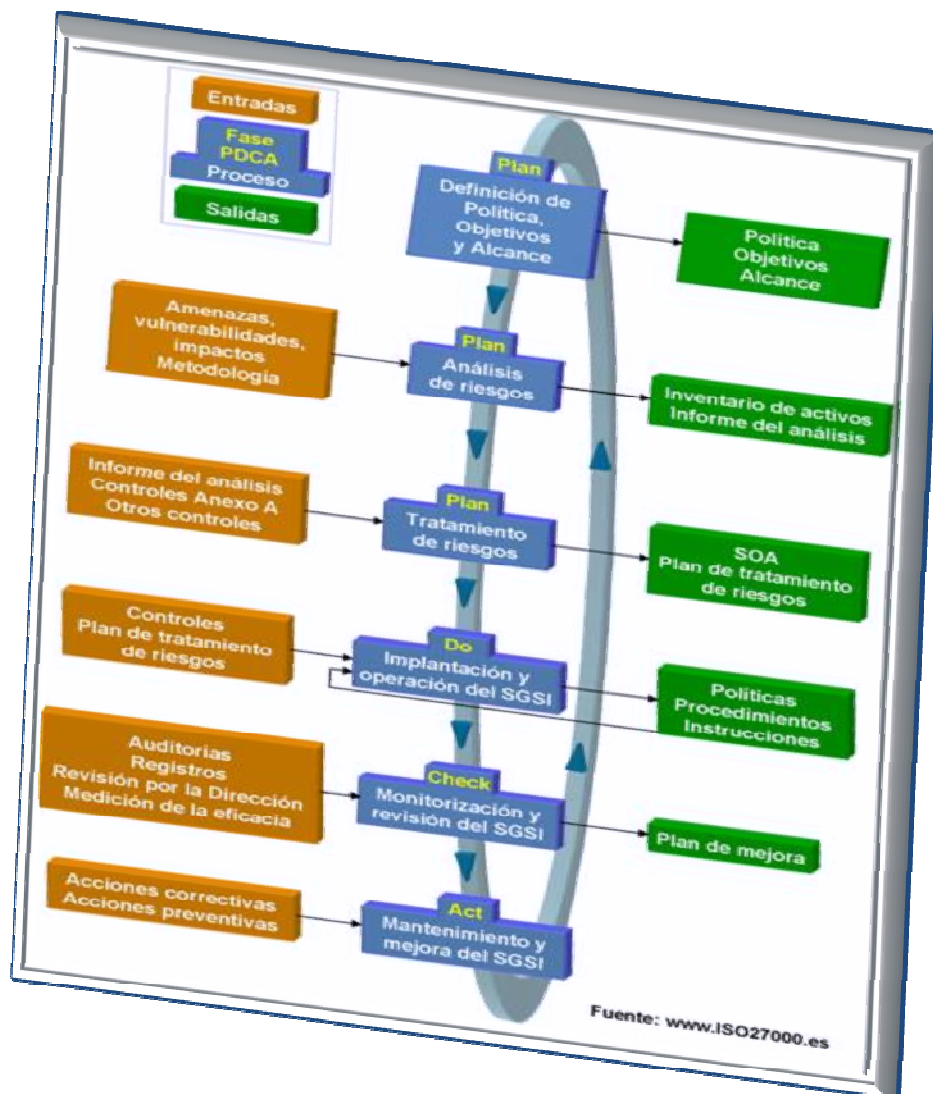 Entradas
Fase
PDCA
Proceso
Salidas
Plan
Definición de
Política,
Objetivos
y Alcance
Política
Objetivos
Alcance
Amenazas,
vulnerabilidades,
impactos
Metodología
Plan
Análisis
de riesgos
Inventario de activos
Informe del análisis
Informe del análisis
Controles Anexo A
Otros controles
Plan
Tratamiento
de riesgos
SOA
Plan de tratamiento
de riesgos
Controles
Plan de tratamiento
de riesgos
Do
Implantación y
operación del SGSI
Políticas
Procedimientos
Instrucciones
Auditorias
Registros
Revisión por la Dirección
Medición de la eficacia
Check
Monitorización y
revisión del SGSI
Plan de mejora
Acciones correctivas
Acciones preventivas
Act
Mantenimiento y
mejora del SGSI
Fuente: www.ISO27000.es